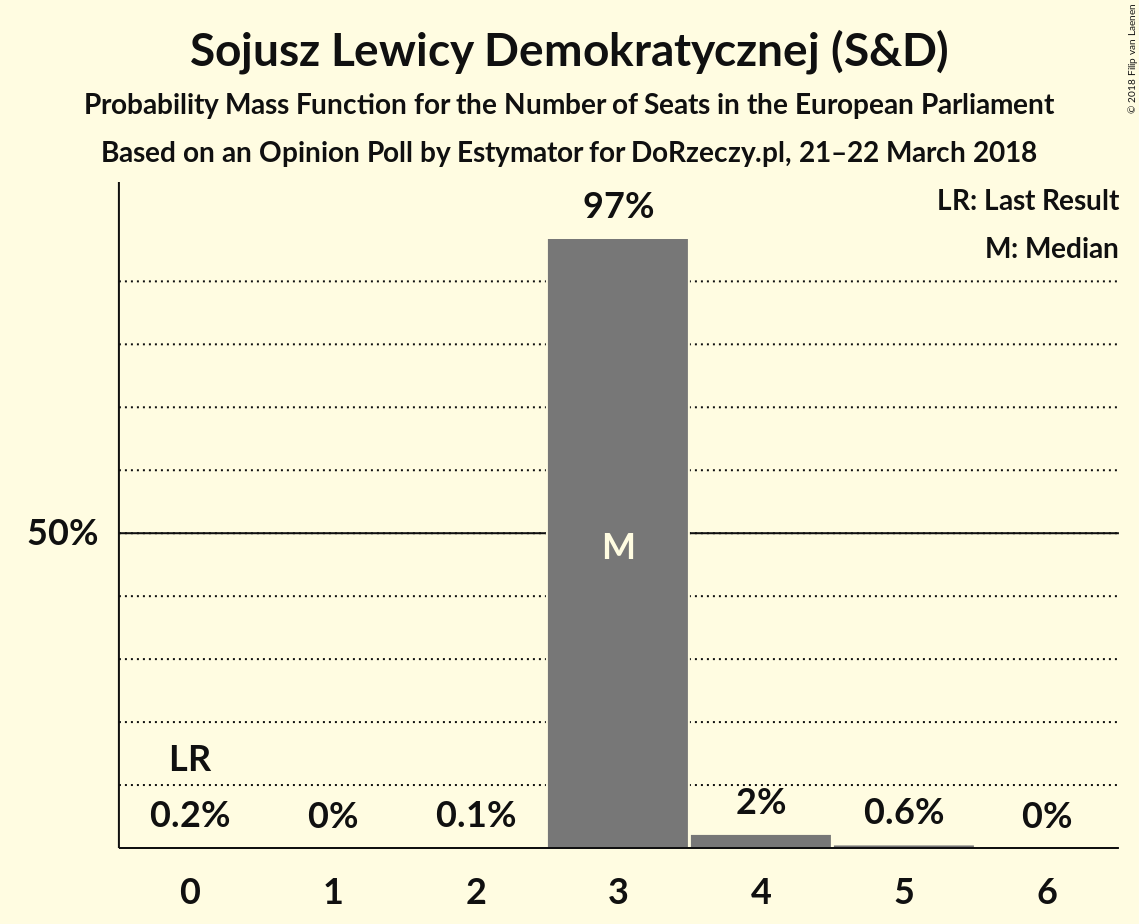 Sojusz Lewicy Demokratycznej (S&D)
Probability Mass Function for the Number of Seats in the European Parliament
Based on an Opinion Poll by Estymator for DoRzeczy.pl, 21–22 March 2018
© 2018 Filip van Laenen
LR: Last Result
M: Median
97%
50%
M
LR
0.2%
0%
0.1%
2%
0.6%
0%
0
1
2
3
4
5
6